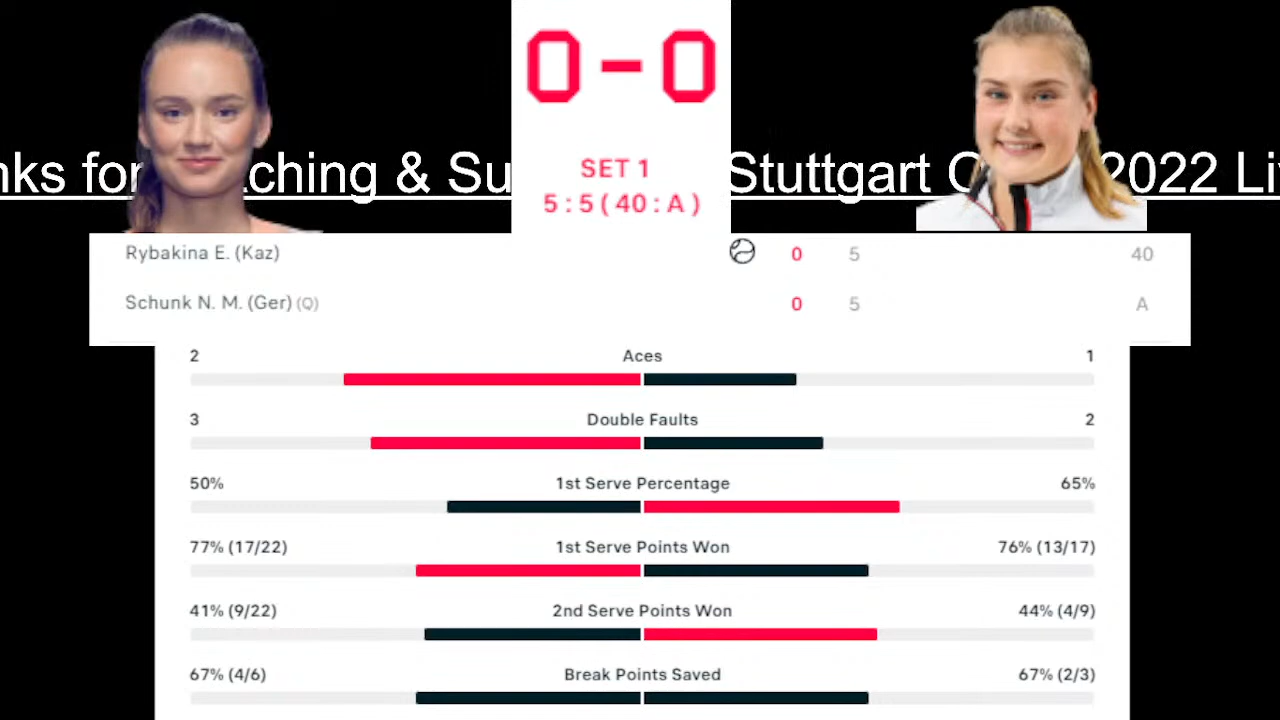 0 - 0
for ching & Su Stuttgart 2022
SET 1
5 : 5 ( 40 : A )
Rybakina E. (Kaz) 0 5 40
Schunk N. M. (Ger) (Q) 0 5 A
2 Aces 1
3 Double Faults 2
50% 1st Serve Percentage 65%
77% (17/22) 1st Serve Points Won 76% (13/17)
41% (9/22) 2nd Serve Points Won 44% (4/9)
67% (4/6) Break Points Saved 67% (2/3)